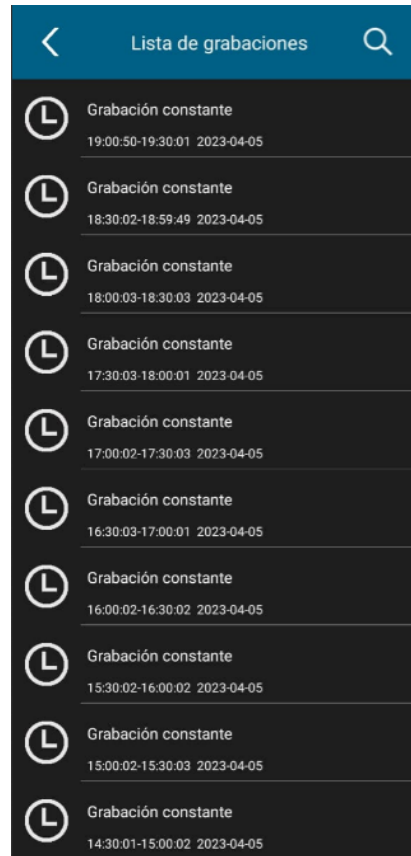 Lista de grabaciones
Grabación constante
19:00:50-19:30:01 2023-04-05
Grabación constante
18:30:02-18:59:49 2023-04-05
Grabación constante
18:00:03-18:30:03 2023-04-05
Grabación constante
17:30:03-18:00:01 2023-04-05
Grabación constante
17:00:02-17:30:03 2023-04-05
Grabación constante
16:30:03-17:00:01 2023-04-05
Grabación constante
16:00:02-16:30:02 2023-04-05
Grabación constante
15:30:02-16:00:02 2023-04-05
Grabación constante
15:00:02-15:30:03 2023-04-05
Grabación constante
14:30:01-15:00:02 2023-04-05